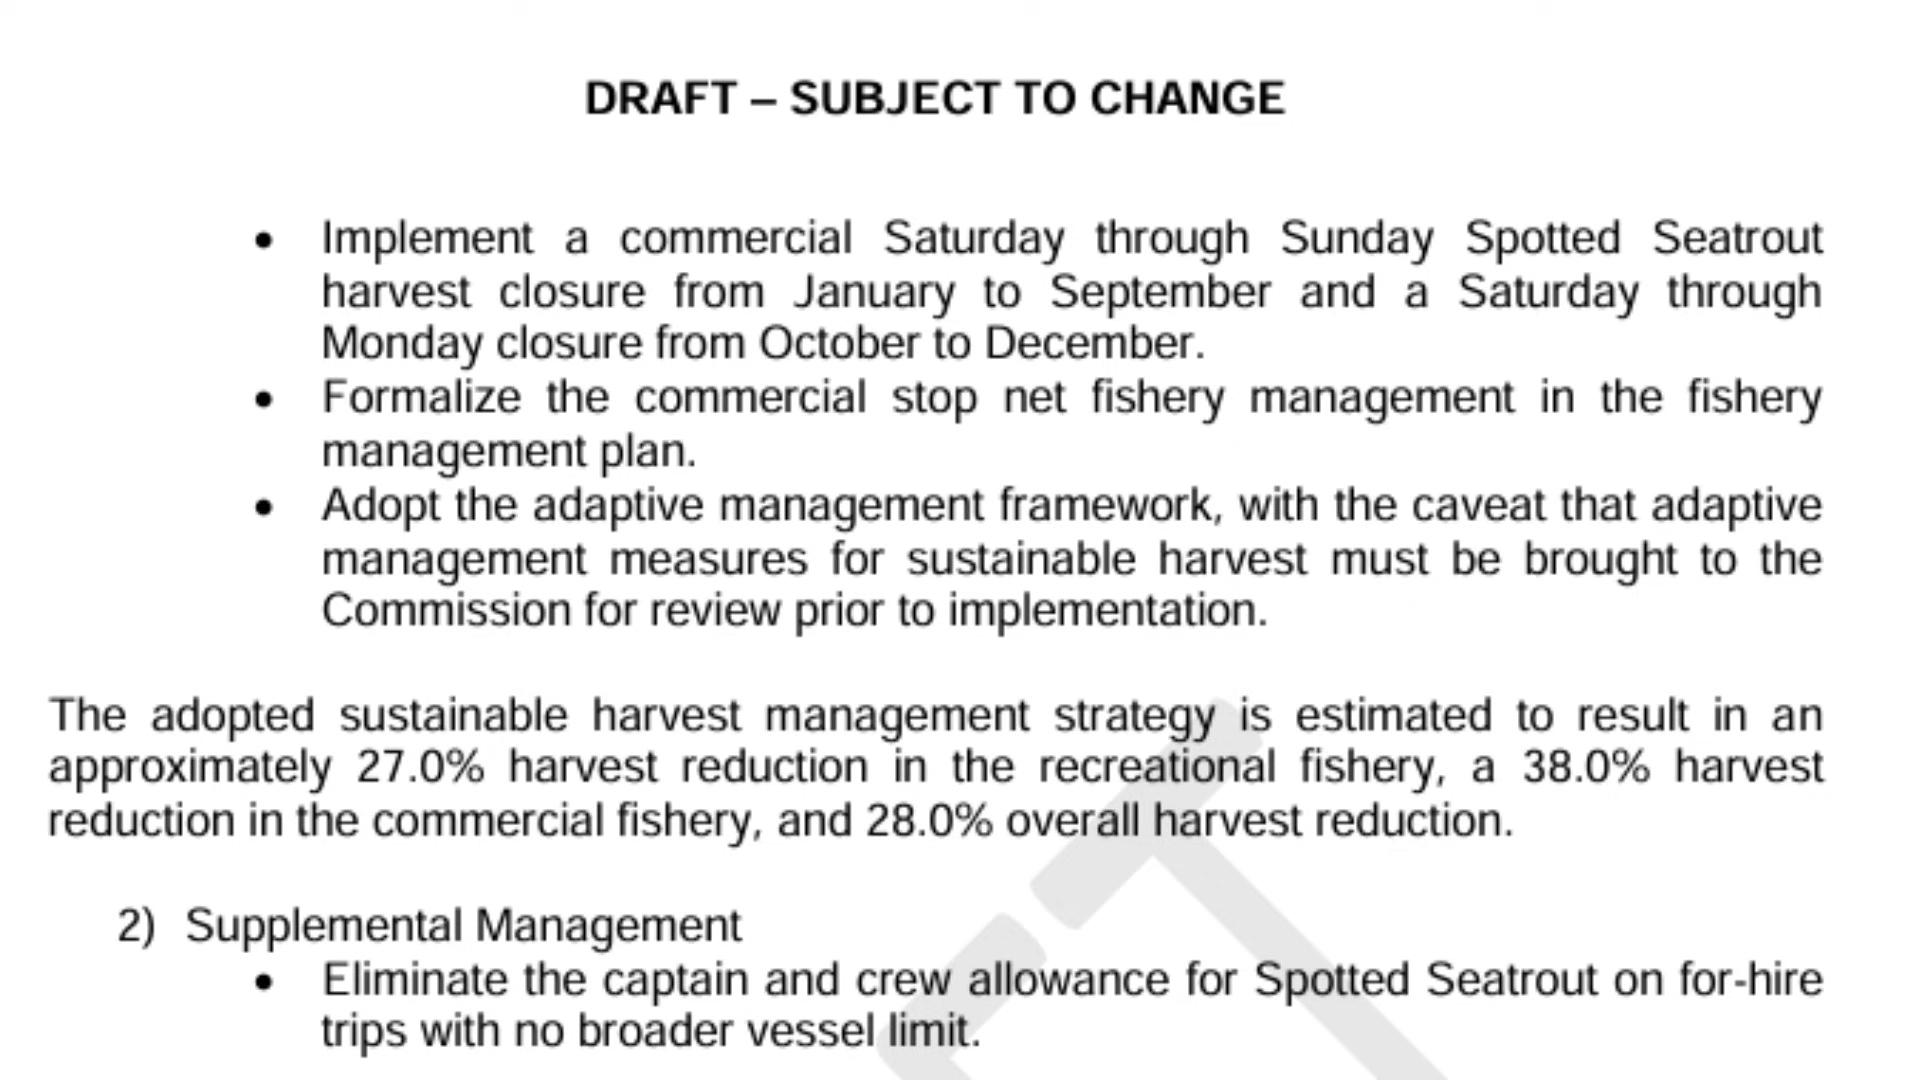 DRAFT – SUBJECT TO CHANGE
• Implement a commercial Saturday through Sunday Spotted Seatrout
harvest closure from January to September and a Saturday through
Monday closure from October to December.
• Formalize the commercial stop net fishery management in the fishery
management plan.
• Adopt the adaptive management framework, with the caveat that adaptive
management measures for sustainable harvest must be brought to the
Commission for review prior to implementation.
The adopted sustainable harvest management strategy is estimated to result in an
approximately 27.0% harvest reduction in the recreational fishery, a 38.0% harvest
reduction in the commercial fishery, and 28.0% overall harvest reduction.
2) Supplemental Management
• Eliminate the captain and crew allowance for Spotted Seatrout on for-hire
trips with no broader vessel limit.